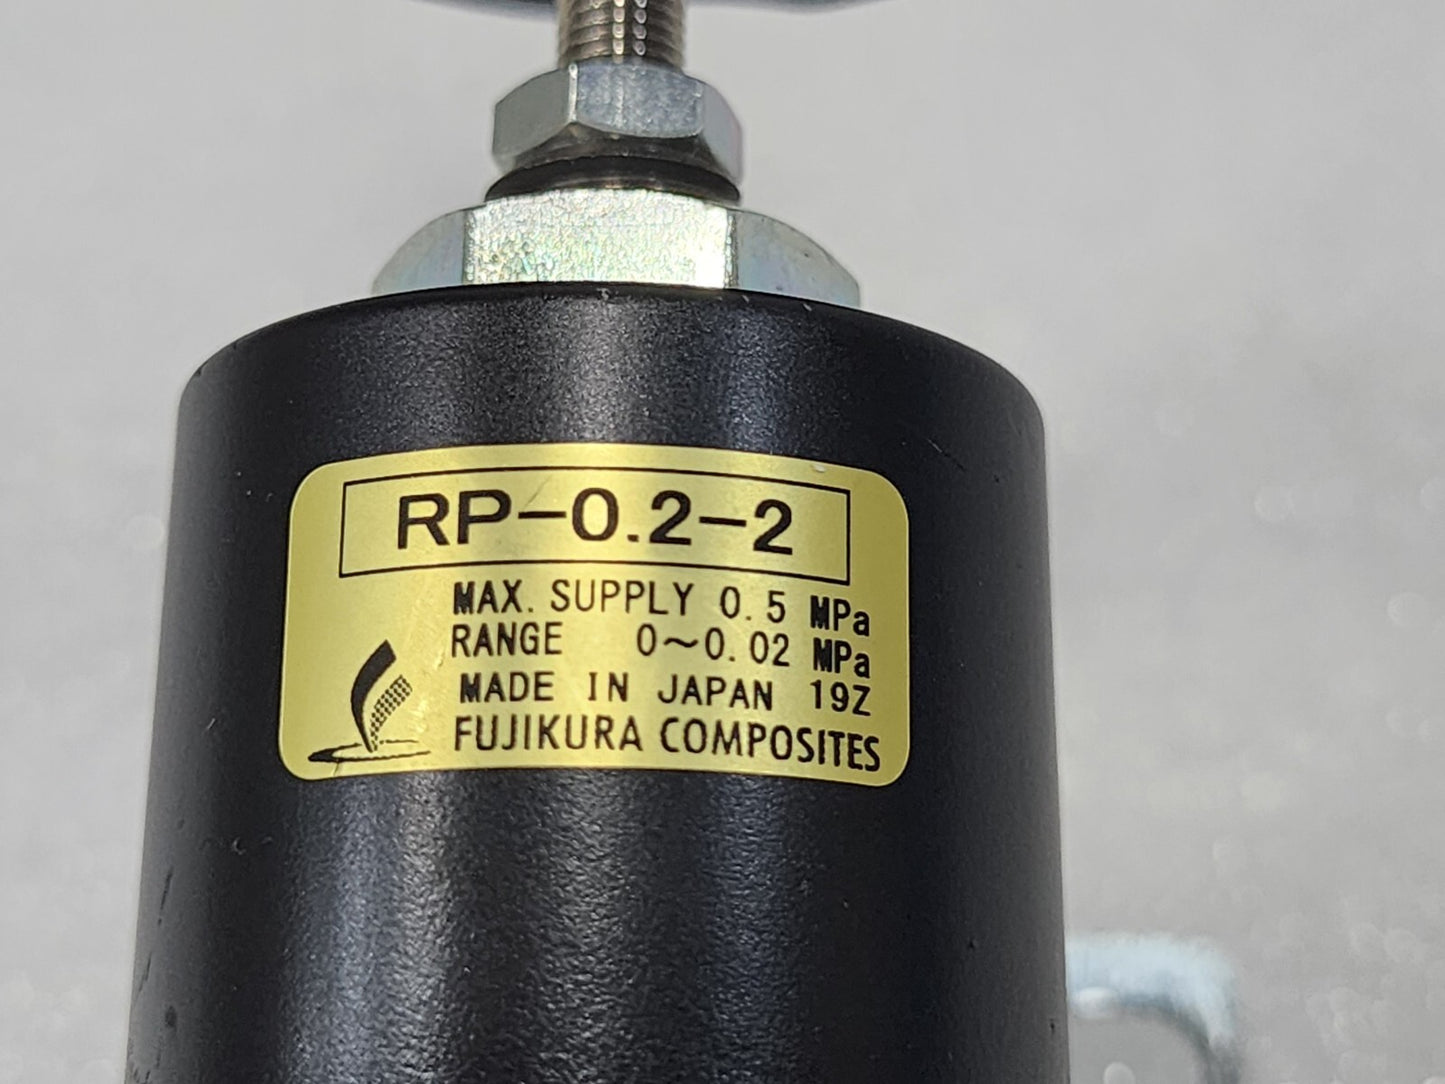 RP-0.2-2
MAX. SUPPLY 0.5 MPa
RANGE 0~0.02 MPa
MADE IN JAPAN 19Z
FUJIKURA COMPOSITES